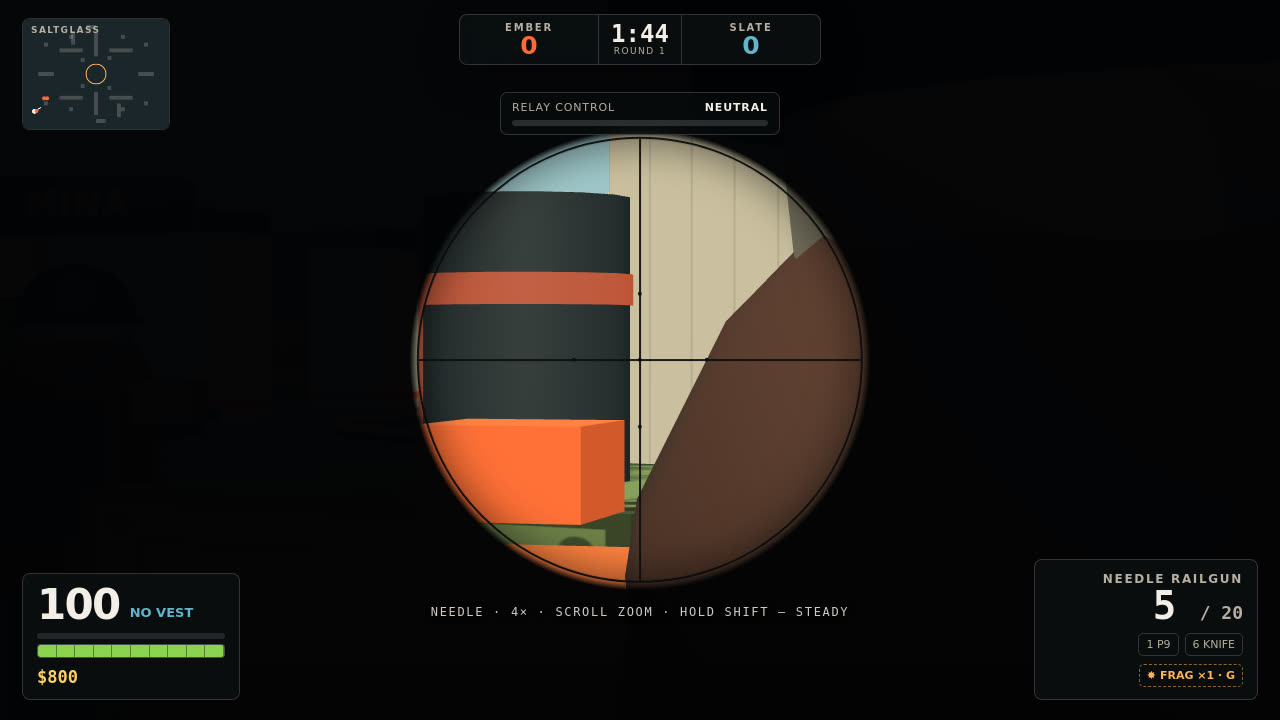 SALTGLASS
EMBER
0
1:44
ROUND 1
SLATE
0
RELAY CONTROL
NEUTRAL
MINA
NEEDLE · 4× · SCROLL ZOOM · HOLD SHIFT — STEADY
100 NO VEST
$800
NEEDLE RAILGUN
5 / 20
1 P9
6 KNIFE
✸ FRAG ×1 · G